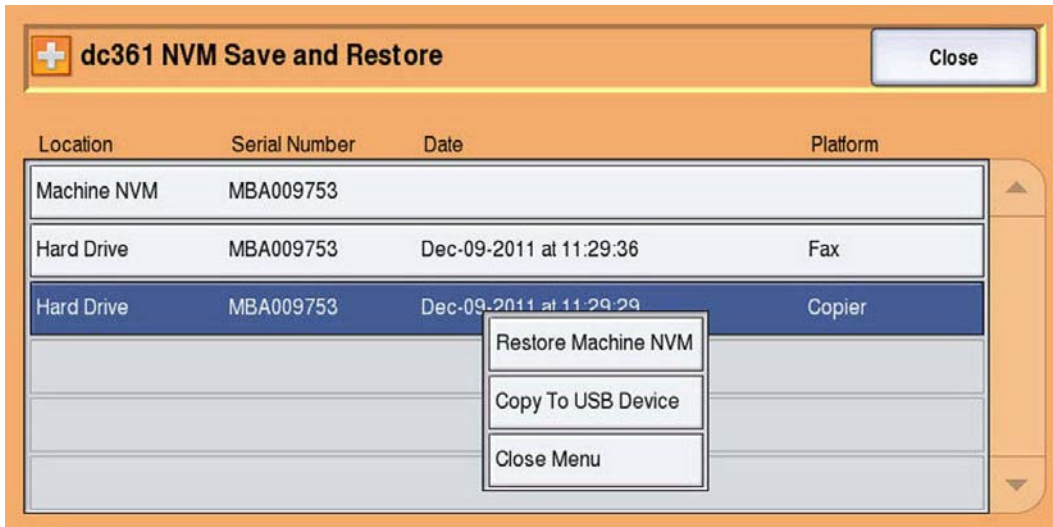 dc361 NVM Save and Restore
Close
Location Serial Number Date Platform
Machine NVM MBA009753
Hard Drive MBA009753 Dec-09-2011 at 11:29:36 Fax
Hard Drive MBA009753 Dec-09-2011 at 11:29:29 Copier
Restore Machine NVM
Copy To USB Device
Close Menu